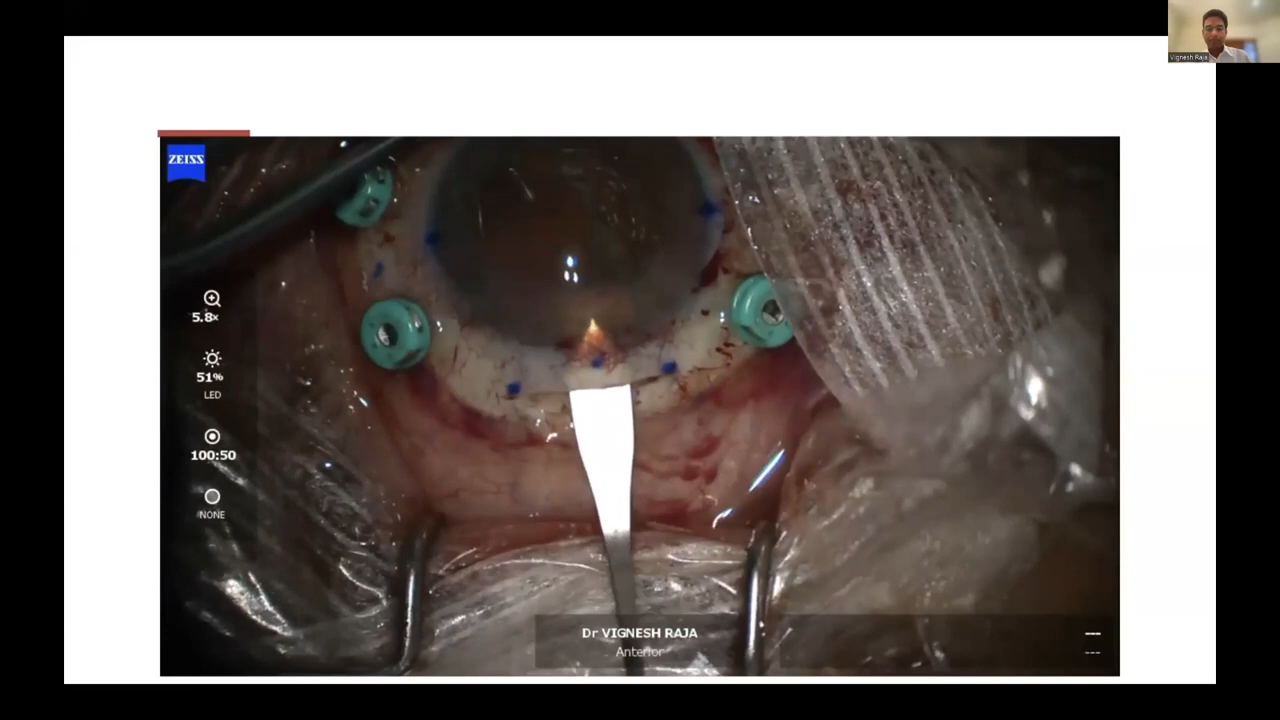 Vignesh Raja
ZEISS
5.8x
51%
LED
100:50
NONE
Dr VIGNESH RAJA
Anterior
---
---